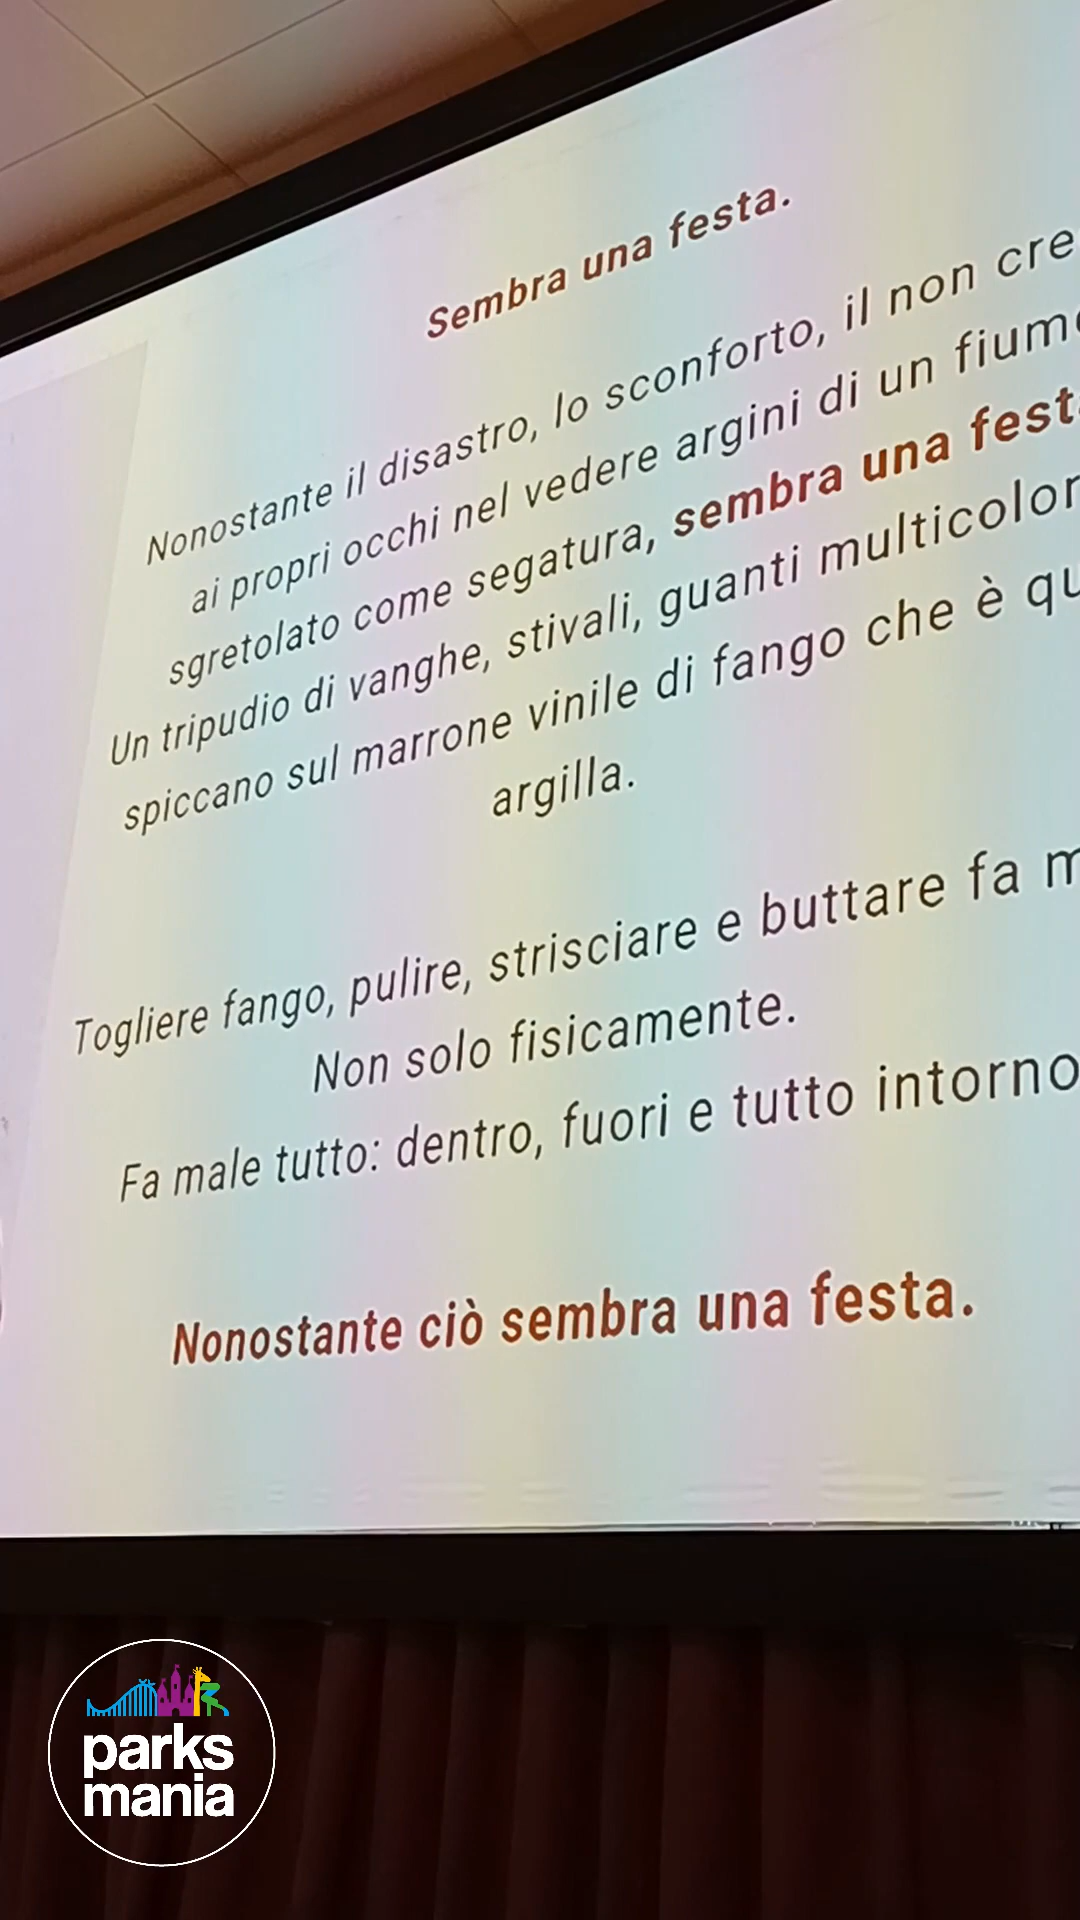 Sembra una festa.
Nonostante il disastro, lo sconforto, il non
ai propri occhi nel vedere argini di un
sgretolato come segatura, sembra una
Un tripudio di vanghe, stivali, guanti
spiccano sul marrone vinile di fango che è
argilla.
Togliere fango, pulire, strisciare e buttare fa
Non solo fisicamente.
Fa male tutto: dentro, fuori e tutto intorno
Nonostante ciò sembra una festa.
parks
mania